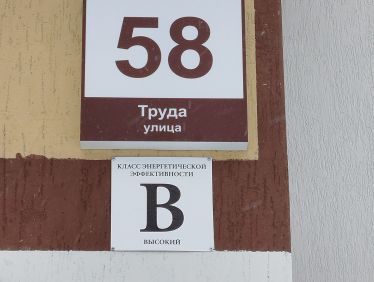 58
Труда
улица
КЛАСС ЭНЕРГЕТИЧЕСКОЙ
ЭФФЕКТИВНОСТИ
В
ВЫСОКИЙ